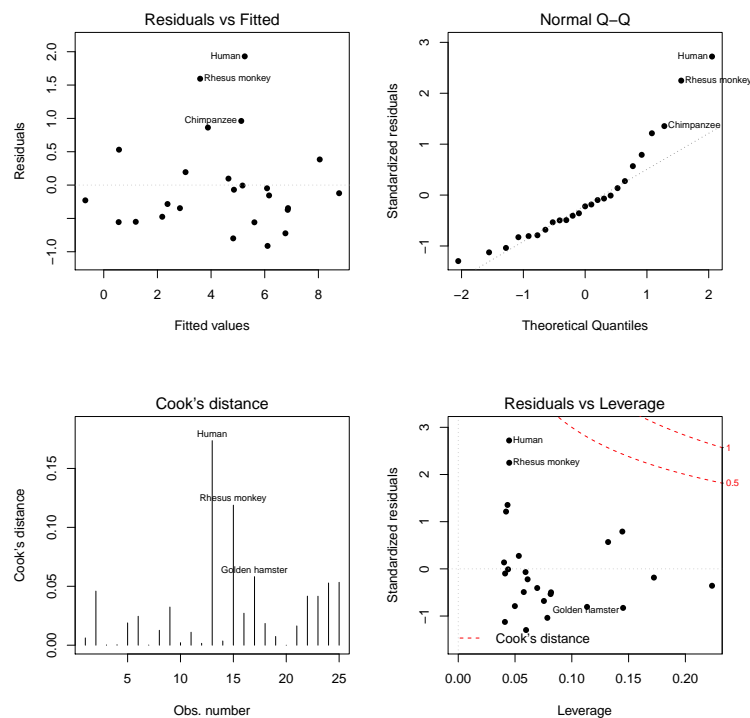 Residuals vs Fitted
Residuals
−1.0
0.0
0.5
1.0
1.5
2.0
Human
Rhesus monkey
Chimpanzee
0 2 4 6 8
Fitted values
Normal Q−Q
Standardized residuals
−1 0 1 2 3
Human
Rhesus monkey
Chimpanzee
−2 −1 0 1 2
Theoretical Quantiles
Cook's distance
Cook's distance
0.00 0.05 0.10 0.15
Human
Rhesus monkey
Golden hamster
5 10 15 20 25
Obs. number
Residuals vs Leverage
Standardized residuals
−1 0 1 2 3
Human
Rhesus monkey
1
0.5
Golden hamster
Cook's distance
0.00 0.05 0.10 0.15 0.20
Leverage